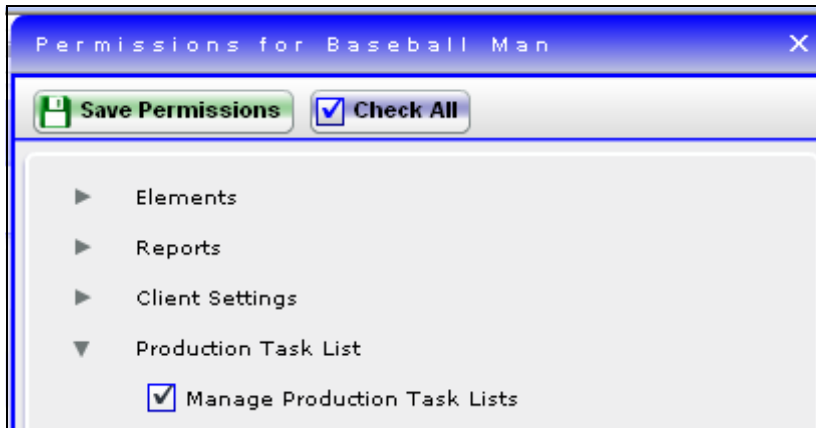 Permissions for Baseball Man
Save Permissions Check All
Elements
Reports
Client Settings
Production Task List
Manage Production Task Lists